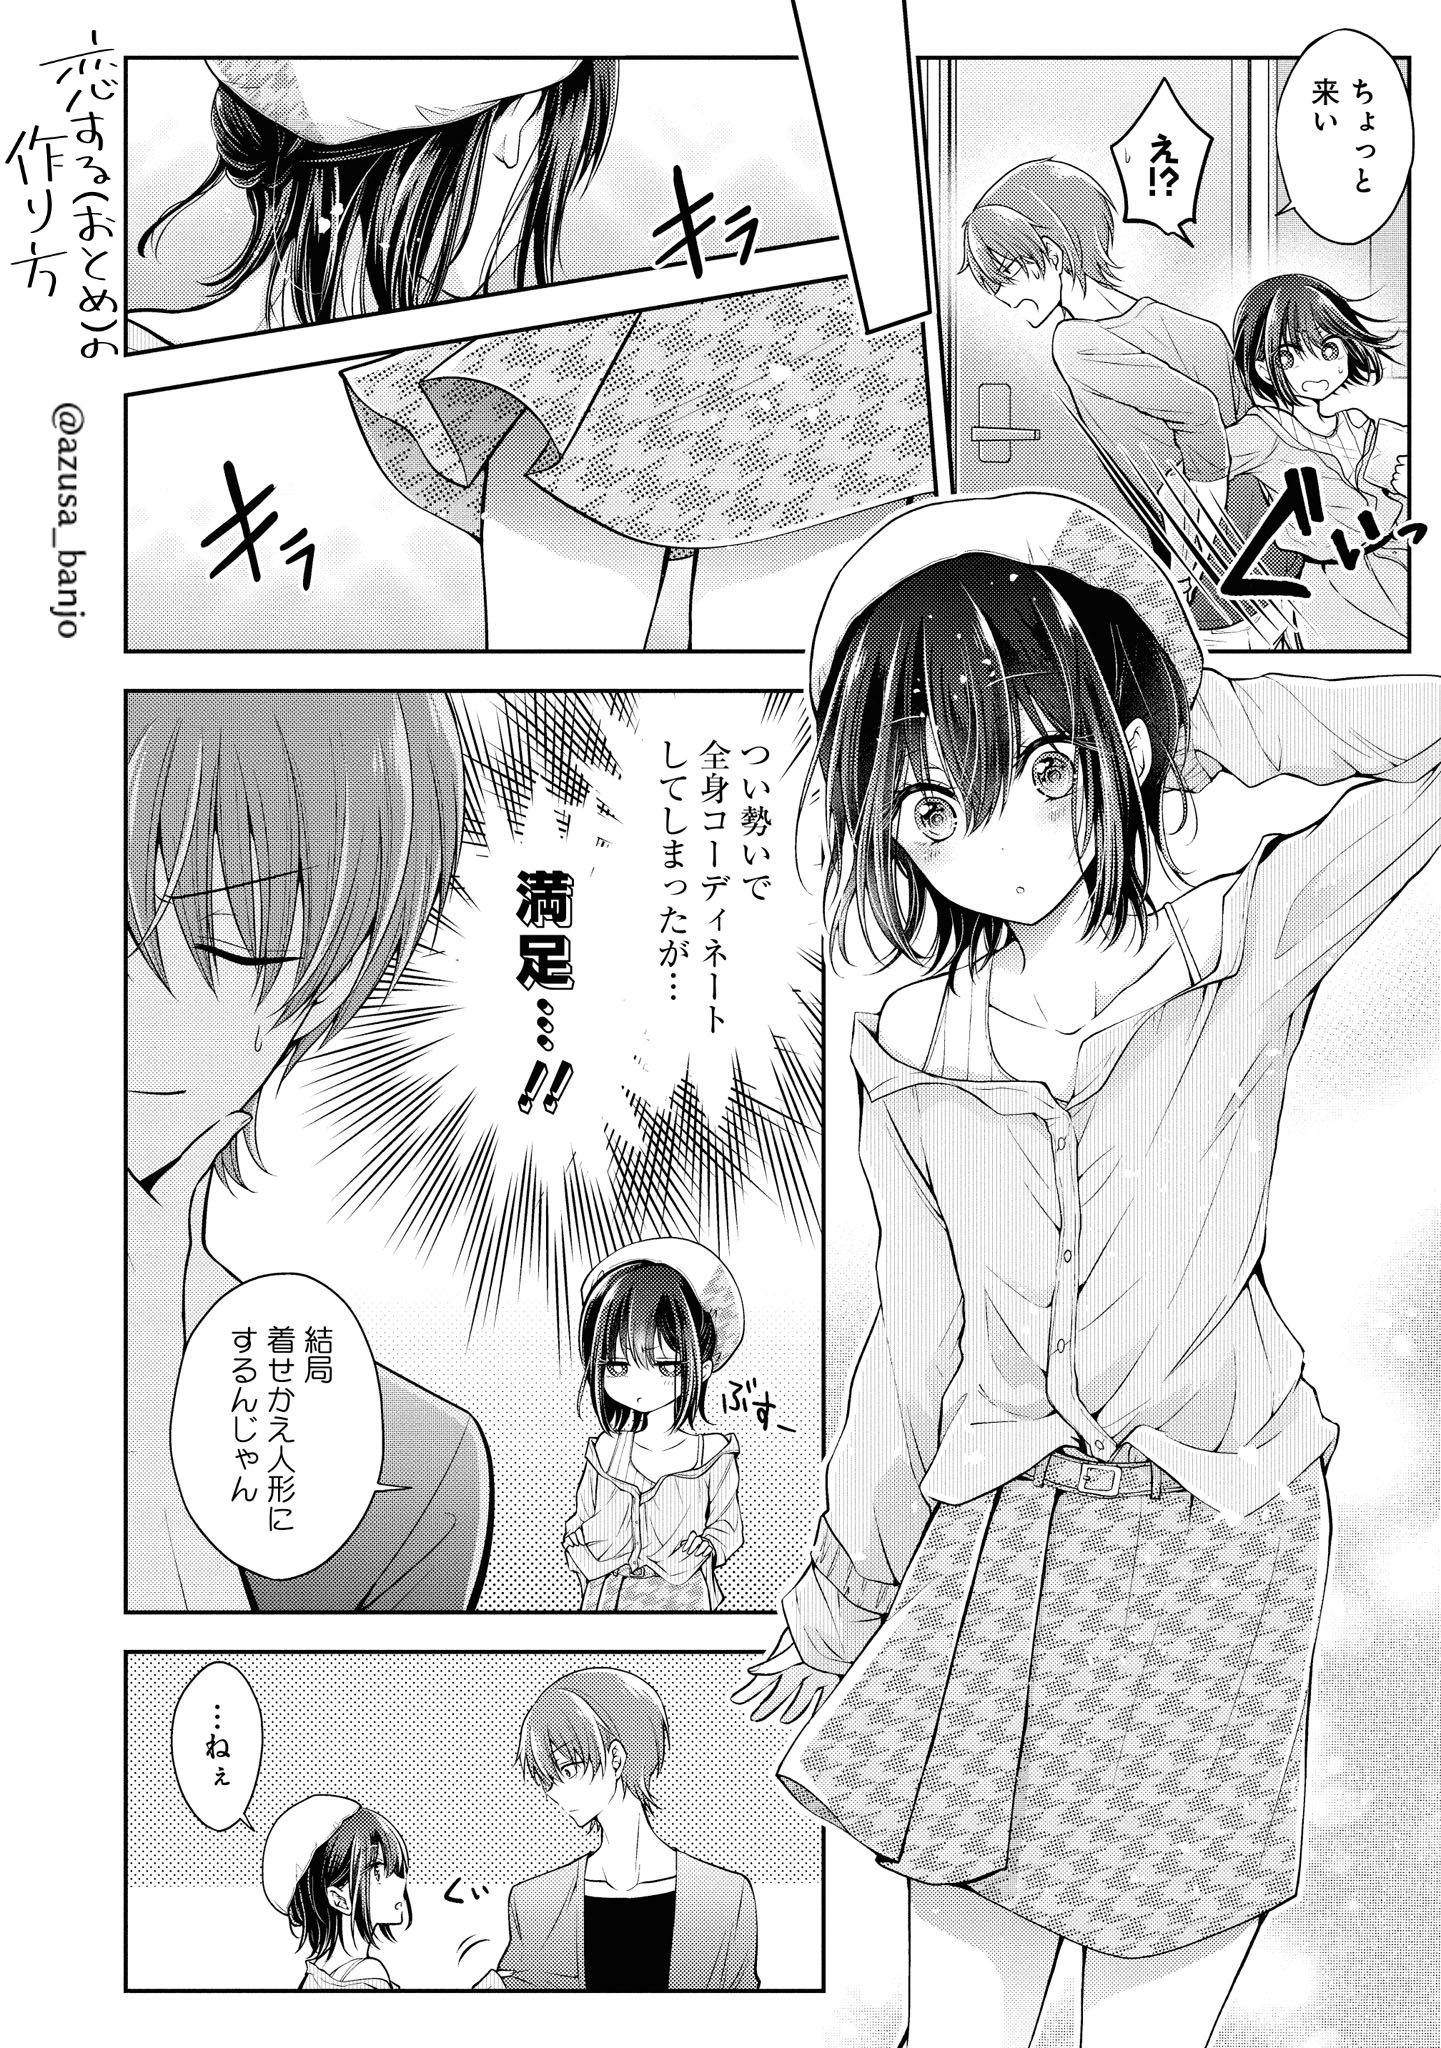 ちょっと
来い
え!?
ぐいっ
キラ
キラ
つい勢いで
全身コーディネート
してしまったが…
満足…!!
ぶすー
結局
着せかえ人形に
するんじゃん
…ねぇ
くい
恋する(おとめ)の
作り方
@azusa_banjo